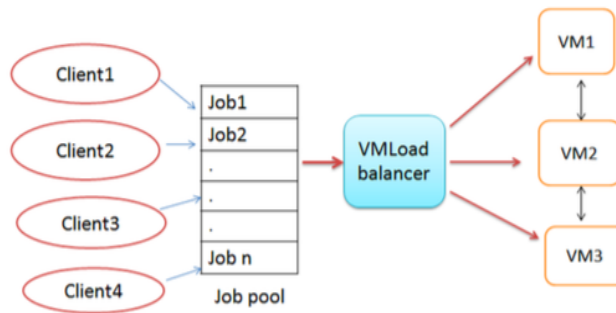 Client1
Client2
Client3
Client4
Job1
Job2
.
.
.
Job n
Job pool
VMLoad
balancer
VM1
VM2
VM3